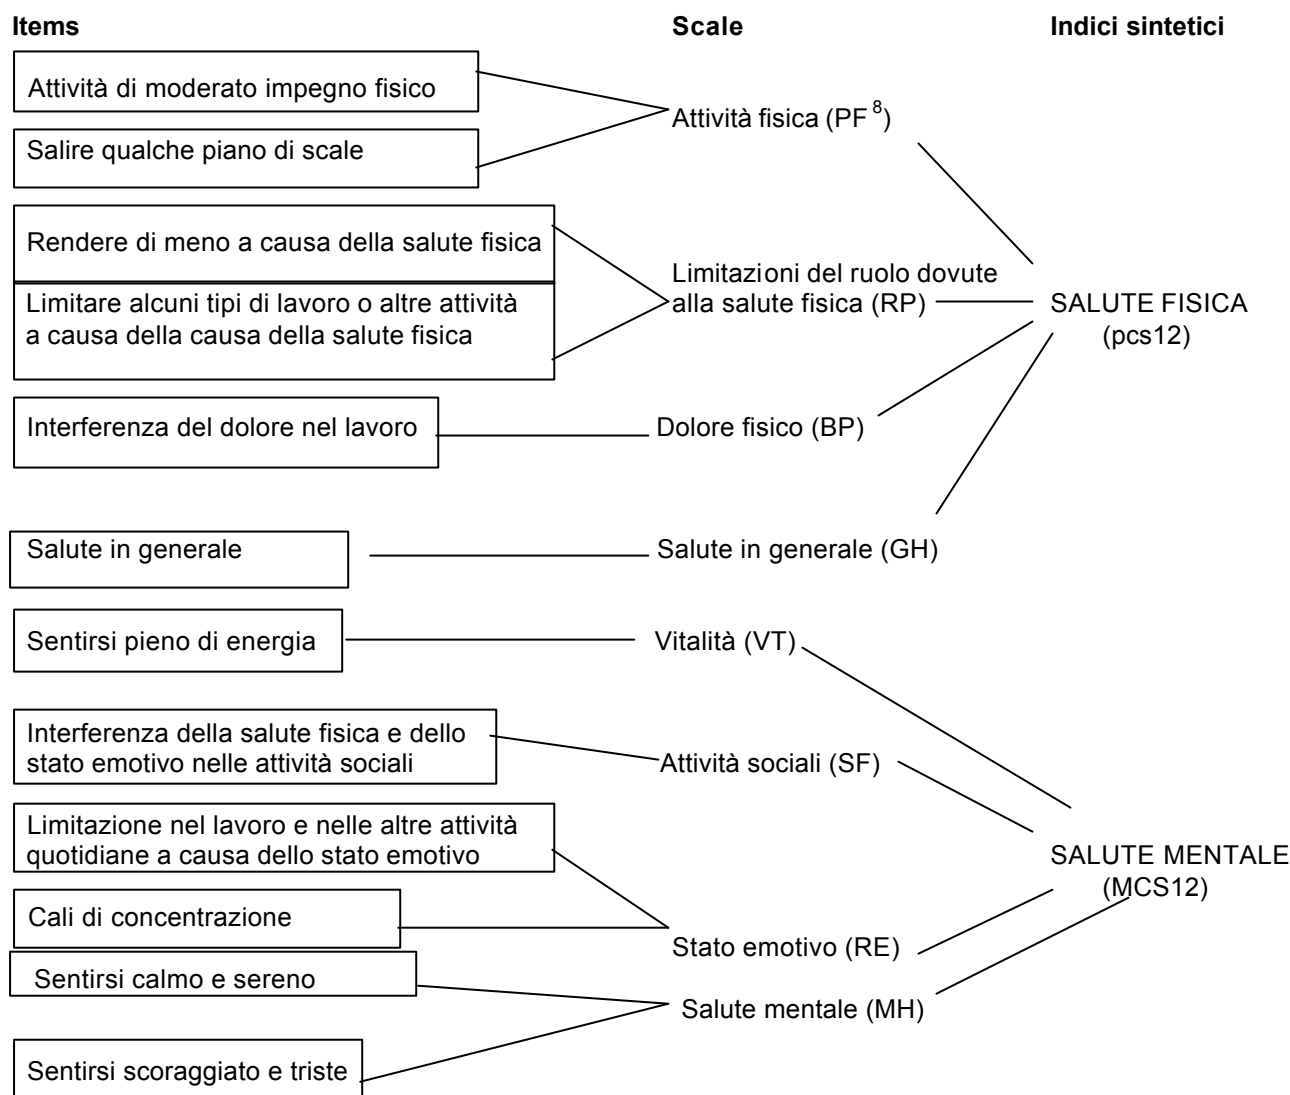 Items Scale Indici sintetici
Attività di moderato impegno fisico
Attività fisica (PF 8)
Salire qualche piano di scale
Rendere di meno a causa della salute fisica
Limitare alcuni tipi di lavoro o altre attività
a causa della causa della salute fisica
Limitazioni del ruolo dovute
alla salute fisica (RP)
SALUTE FISICA
(pcs12)
Interferenza del dolore nel lavoro
Dolore fisico (BP)
Salute in generale
Salute in generale (GH)
Sentirsi pieno di energia
Vitalità (VT)
Interferenza della salute fisica e dello
stato emotivo nelle attività sociali
Attività sociali (SF)
Limitazione nel lavoro e nelle altre attività
quotidiane a causa dello stato emotivo
SALUTE MENTALE
(MCS12)
Cali di concentrazione
Stato emotivo (RE)
Sentirsi calmo e sereno
Salute mentale (MH)
Sentirsi scoraggiato e triste